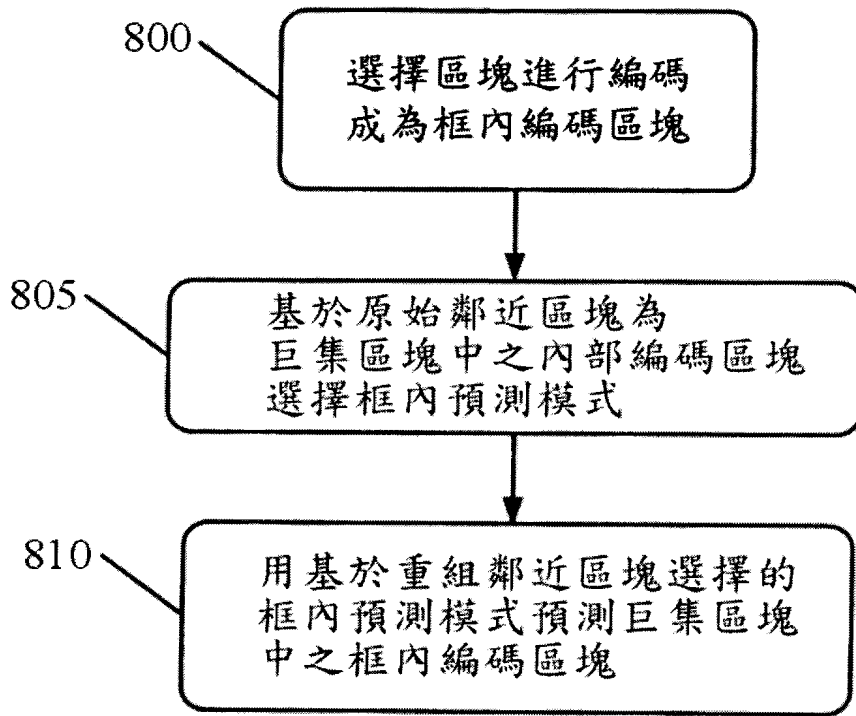 800
選擇區塊進行編碼
成為框內編碼區塊
805
基於原始鄰近區塊為
巨集區塊中之內部編碼區塊
選擇框內預測模式
810
用基於重組鄰近區塊選擇的
框內預測模式預測巨集區塊
中之框內編碼區塊